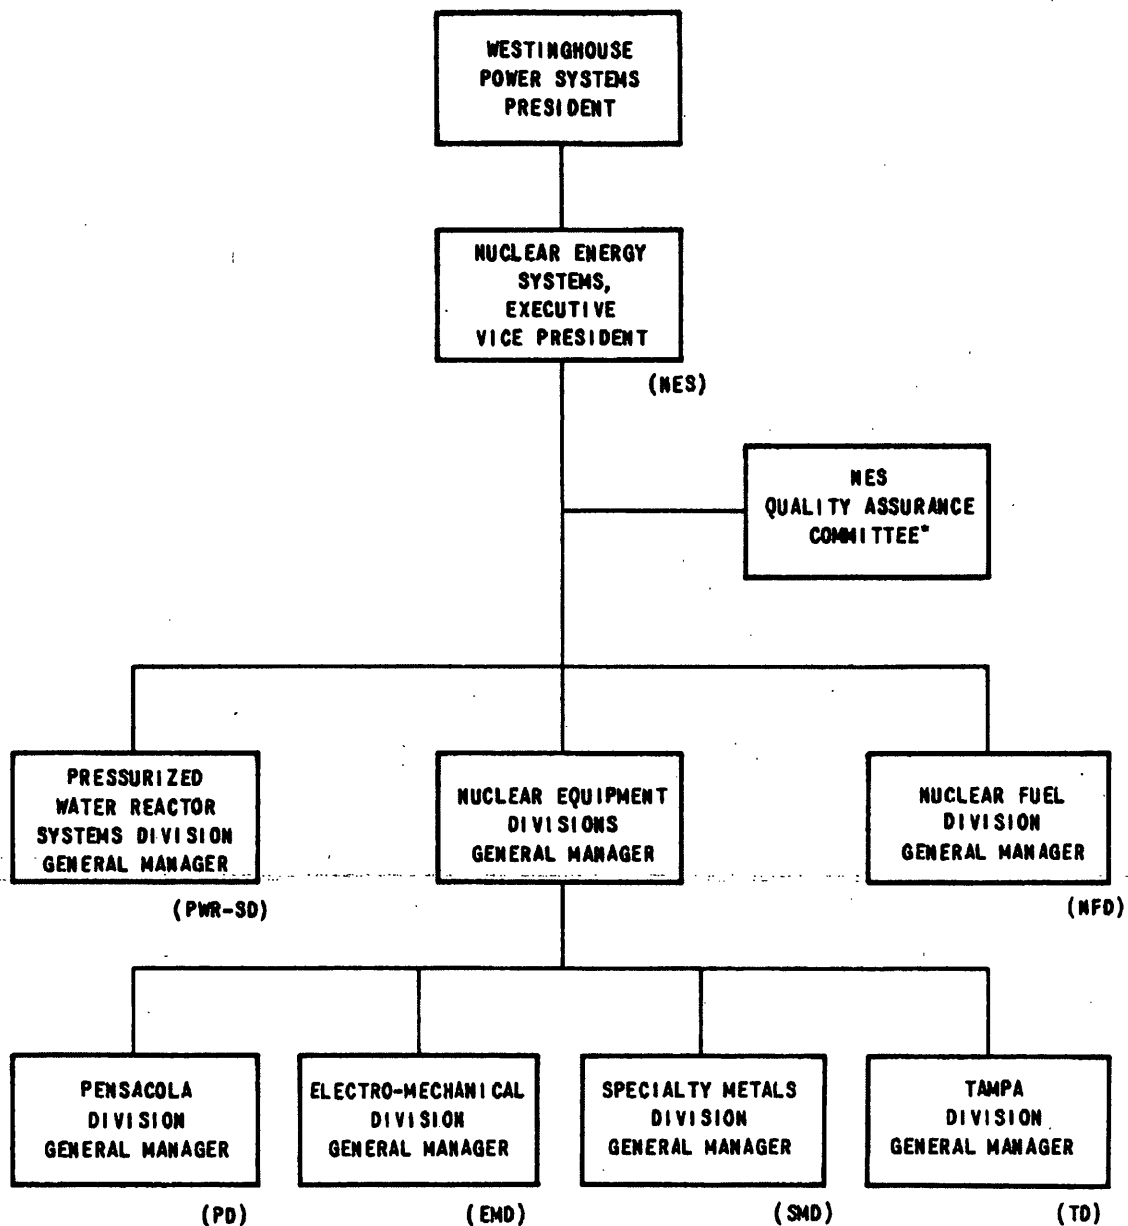 WESTINGHOUSE
POWER SYSTEMS
PRESIDENT
NUCLEAR ENERGY
SYSTEMS,
EXECUTIVE
VICE PRESIDENT
(NES)
NES
QUALITY ASSURANCE
COMMITTEE*
PRESSURIZED
WATER REACTOR
SYSTEMS DIVISION
GENERAL MANAGER
(PWR-SD)
NUCLEAR EQUIPMENT
DIVISIONS
GENERAL MANAGER
NUCLEAR FUEL
DIVISION
GENERAL MANAGER
(NFD)
PENSACOLA
DIVISION
GENERAL MANAGER
(PD)
ELECTRO-MECHANICAL
DIVISION
GENERAL MANAGER
(EMD)
SPECIALTY METALS
DIVISION
GENERAL MANAGER
(SMD)
TAMPA
DIVISION
GENERAL MANAGER
(TD)